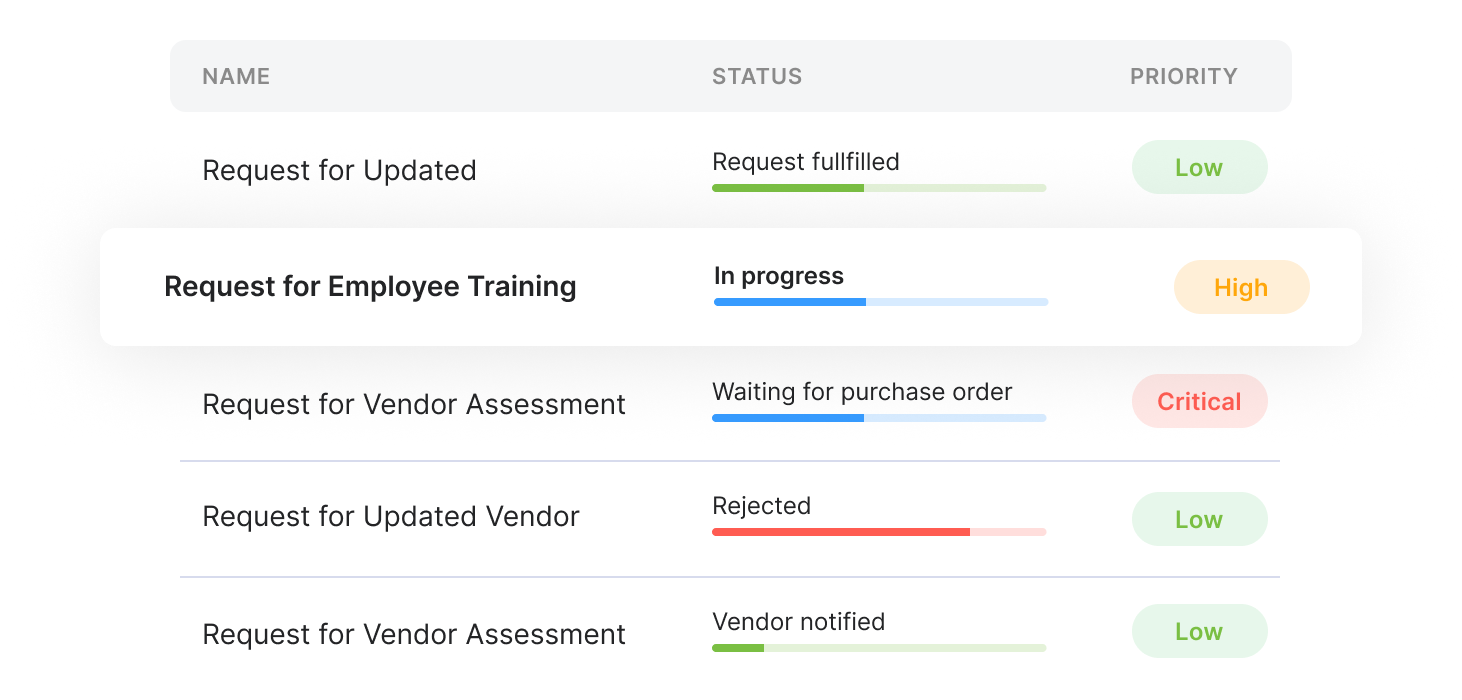 NAME STATUS PRIORITY
Request for Updated Request fullfilled Low
Request for Employee Training In progress High
Request for Vendor Assessment Waiting for purchase order Critical
Request for Updated Vendor Rejected Low
Request for Vendor Assessment Vendor notified Low